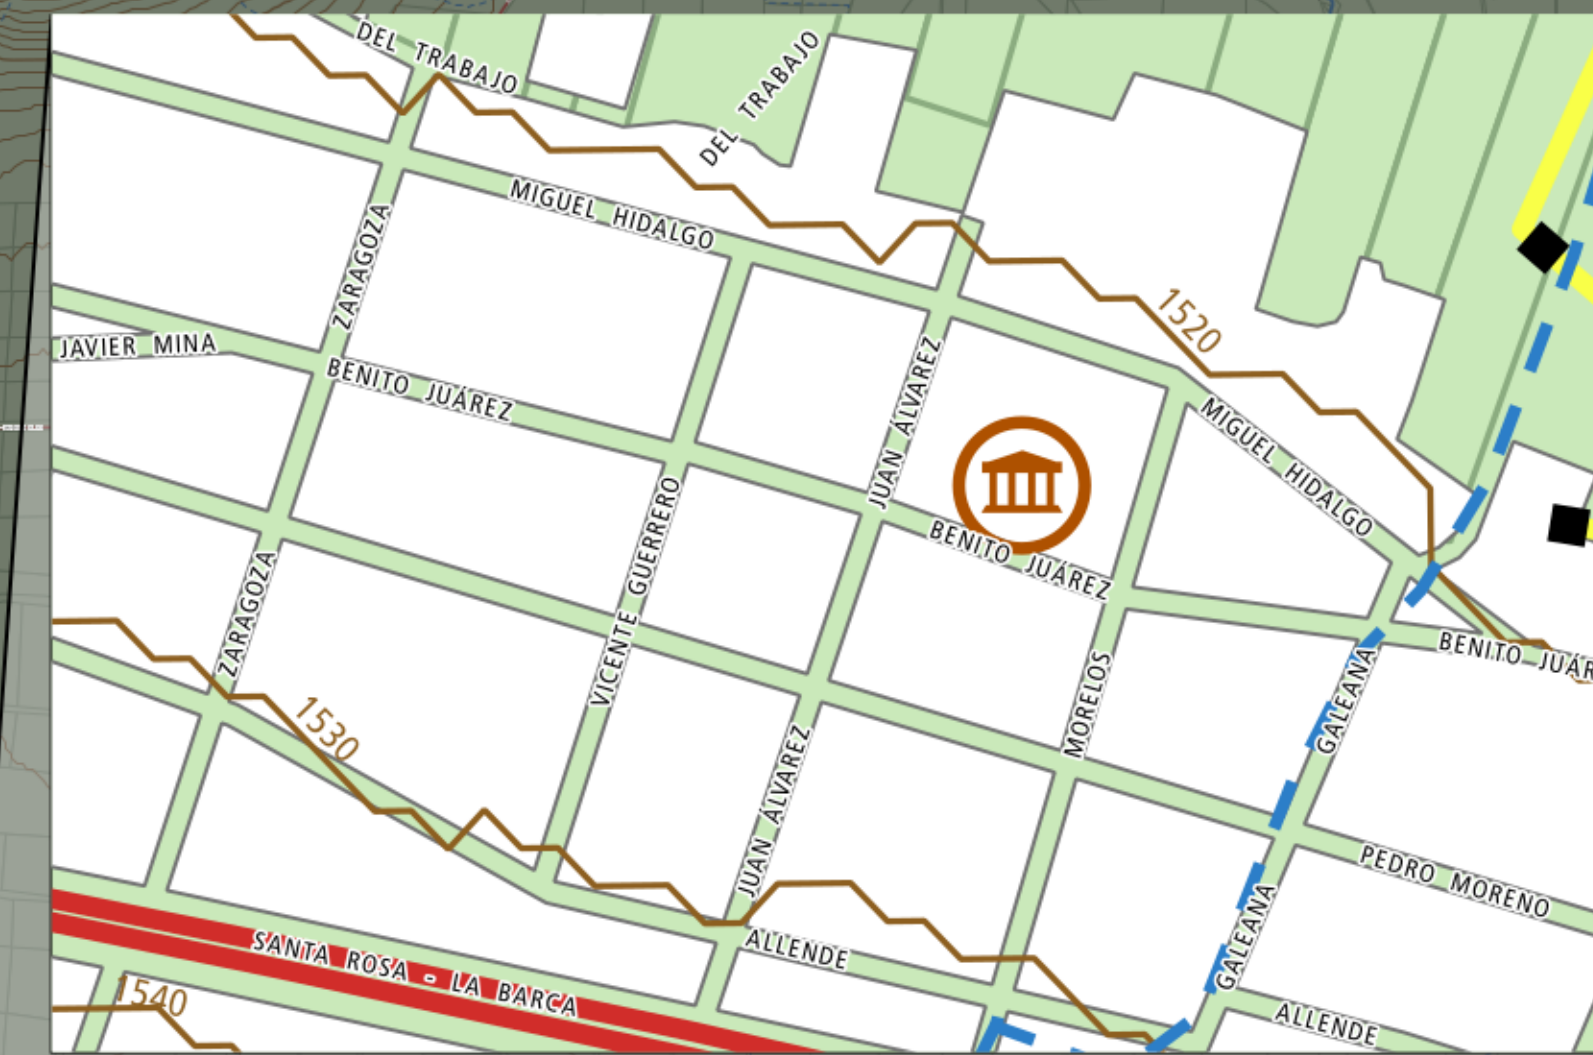 DEL TRABAJO
DEL TRABAJO
MIGUEL HIDALGO
ZARAGOZA
1520
JAVIER MINA
BENITO JUÁREZ
JUAN ÁLVAREZ
MIGUEL HIDALGO
BENITO JUÁREZ
VICENTE GUERRERO
ZARAGOZA
BENITO JUÁR
GALEANA
MORELOS
1530
JUAN ÁLVAREZ
PEDRO MORENO
GALEANA
ALLENDE
SANTA ROSA - LA BARCA
1540
ALLENDE